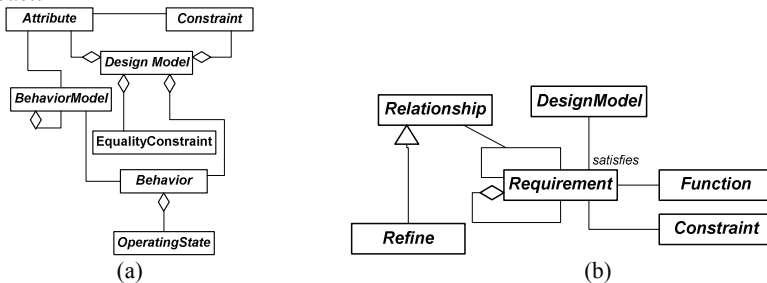 Attribute
Constraint
Design Model
BehaviorModel
EqualityConstraint
Behavior
OperatingState
(a)
Relationship
DesignModel
satisfies
Requirement
Function
Constraint
Refine
(b)